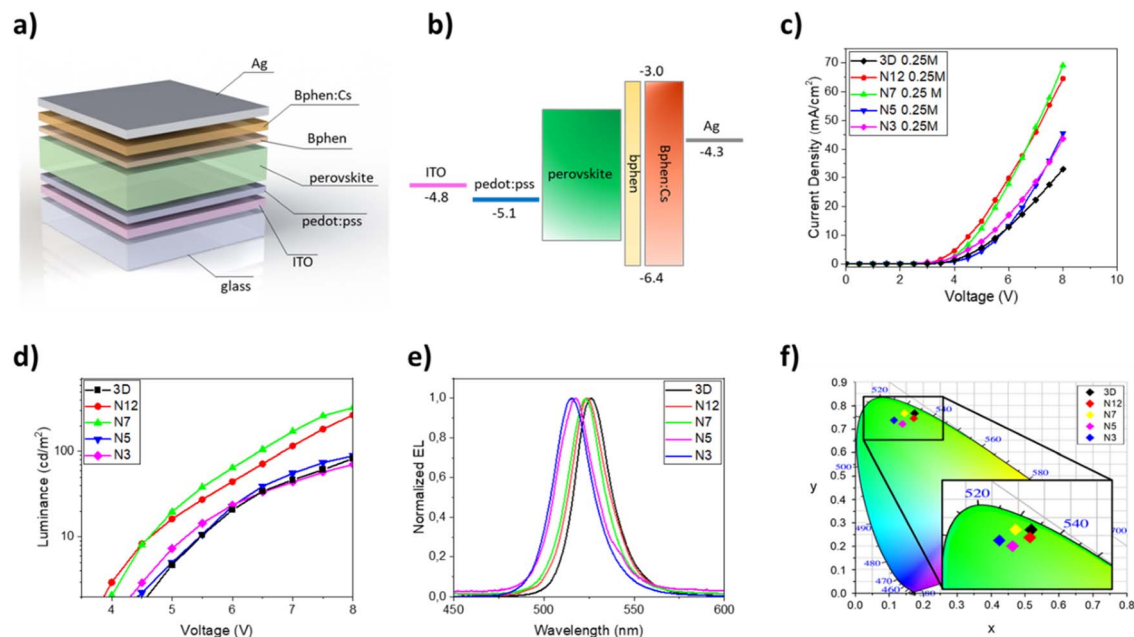 a)
Ag
Bphen:Cs
Bphen
perovskite
pedot:pss
ITO
glass
b)
-3.0
Ag
-4.3
ITO
-4.8
pedot:pss
-5.1
perovskite
bphen
Bphen:Cs
-6.4
c)
3D 0.25M
N12 0.25M
N7 0.25 M
N5 0.25M
N3 0.25M
Current Density (mA/cm²)
70
60
50
40
30
20
10
0
0 2 4 6 8 10
Voltage (V)
d)
3D
N12
N7
N5
N3
Luminance (cd/m²)
100
10
4 5 6 7 8
Voltage (V)
e)
3D
N12
N7
N5
N3
Normalized EL
1,0
0,8
0,6
0,4
0,2
0,0
450 500 550 600
Wavelength (nm)
f)
3D
N12
N7
N5
N3
y
0.9
0.8
0.7
0.6
0.5
0.4
0.3
0.2
0.1
0.0
0.0 0.1 0.2 0.3 0.4 0.5 0.6 0.7 0.8
x
520
540
560
580
500
490
480
470
460
700
520
540